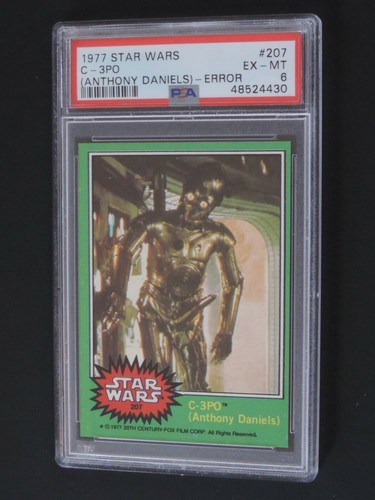 1977 STAR WARS #207
C-3PO EX-MT
(ANTHONY DANIELS)-ERROR 6
PSA 48524430
STAR
WARS
207
C-3PO™
(Anthony Daniels)
★ © 1977 20TH CENTURY-FOX FILM CORP. All Rights Reserved.